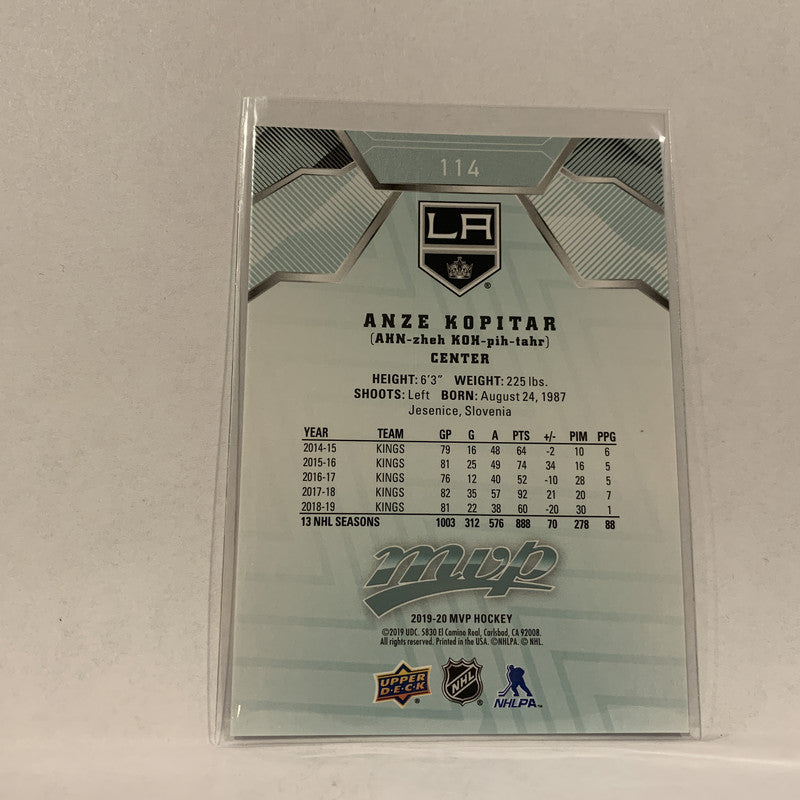 114
LA
®
ANZE KOPITAR
(AHN-zheh KOH-pih-tahr)
CENTER
HEIGHT: 6'3" WEIGHT: 225 lbs.
SHOOTS: Left BORN: August 24, 1987
Jesenice, Slovenia
YEAR TEAM GP G A PTS +/- PIM PPG
2014-15 KINGS 79 16 48 64 -2 10 6
2015-16 KINGS 81 25 49 74 34 16 5
2016-17 KINGS 76 12 40 52 -10 28 5
2017-18 KINGS 82 35 57 92 21 20 7
2018-19 KINGS 81 22 38 60 -20 30 1
13 NHL SEASONS 1003 312 576 888 70 278 88
mvp
2019-20 MVP HOCKEY
©2019 UDC. 5830 El Camino Real, Carlsbad, CA 92008.
All rights reserved. Printed in the USA. ©NHLPA. © NHL.
UPPER DECK ® NHL ® NHLPA™